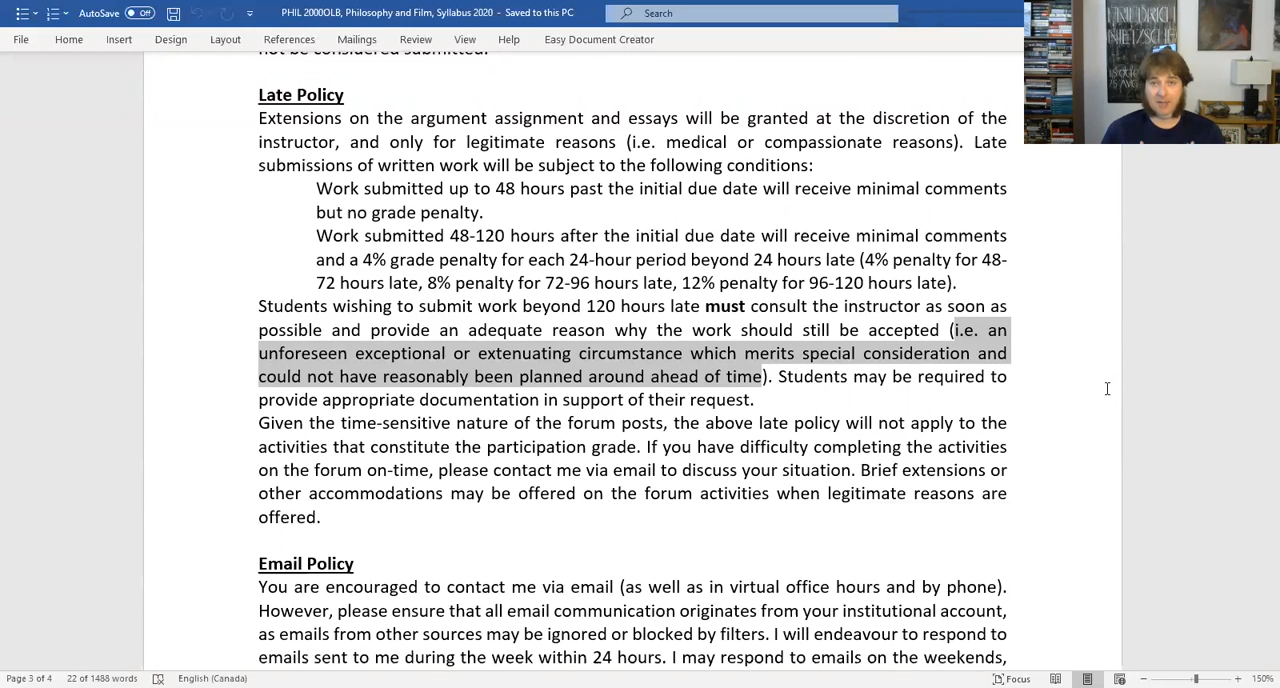 AutoSave Off PHIL 2000OLB, Philosophy and Film, Syllabus 2020 - Saved to this PC Search
File Home Insert Design Layout References Mailings Review View Help Easy Document Creator
not be considered submitted.
Late Policy
Extensions on the argument assignment and essays will be granted at the discretion of the
instructor, and only for legitimate reasons (i.e. medical or compassionate reasons). Late
submissions of written work will be subject to the following conditions:
Work submitted up to 48 hours past the initial due date will receive minimal comments
but no grade penalty.
Work submitted 48-120 hours after the initial due date will receive minimal comments
and a 4% grade penalty for each 24-hour period beyond 24 hours late (4% penalty for 48-
72 hours late, 8% penalty for 72-96 hours late, 12% penalty for 96-120 hours late).
Students wishing to submit work beyond 120 hours late must consult the instructor as soon as
possible and provide an adequate reason why the work should still be accepted (i.e. an
unforeseen exceptional or extenuating circumstance which merits special consideration and
could not have reasonably been planned around ahead of time). Students may be required to
provide appropriate documentation in support of their request.
Given the time-sensitive nature of the forum posts, the above late policy will not apply to the
activities that constitute the participation grade. If you have difficulty completing the activities
on the forum on-time, please contact me via email to discuss your situation. Brief extensions or
other accommodations may be offered on the forum activities when legitimate reasons are
offered.
Email Policy
You are encouraged to contact me via email (as well as in virtual office hours and by phone).
However, please ensure that all email communication originates from your institutional account,
as emails from other sources may be ignored or blocked by filters. I will endeavour to respond to
emails sent to me during the week within 24 hours. I may respond to emails on the weekends,
Page 3 of 4 22 of 1488 words English (Canada) Focus 150%
NIETZSCHE